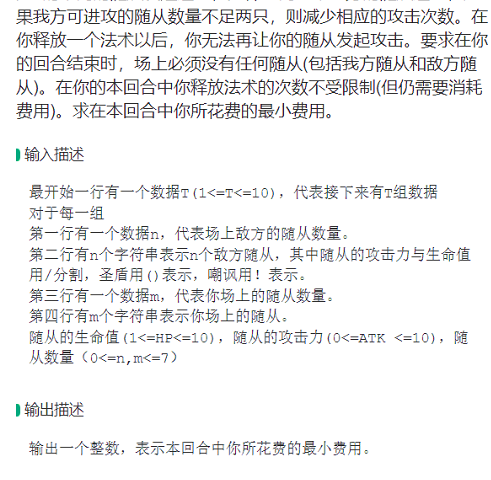 果我方可进攻的随从数量不足两只，则减少相应的攻击次数。在
你释放一个法术以后，你无法再让你的随从发起攻击。要求在你
的回合结束时，场上必须没有任何随从(包括我方随从和敌方随
从)。在你的本回合中你释放法术的次数不受限制(但仍需要消耗
费用)。求在本回合中你所花费的最小费用。
输入描述
最开始一行有一个数据T(1<=T<=10)，代表接下来有T组数据
对于每一组
第一行有一个数据n，代表场上敌方的随从数量。
第二行有n个字符串表示n个敌方随从，其中随从的攻击力与生命值
用/分割，圣盾用()表示，嘲讽用！表示。
第三行有一个数据m，代表你场上的随从数量。
第四行有m个字符串表示你场上的随从。
随从的生命值(1<=HP<=10)，随从的攻击力(0<=ATK <=10)，随
从数量（0<=n,m<=7）
输出描述
输出一个整数，表示本回合中你所花费的最小费用。